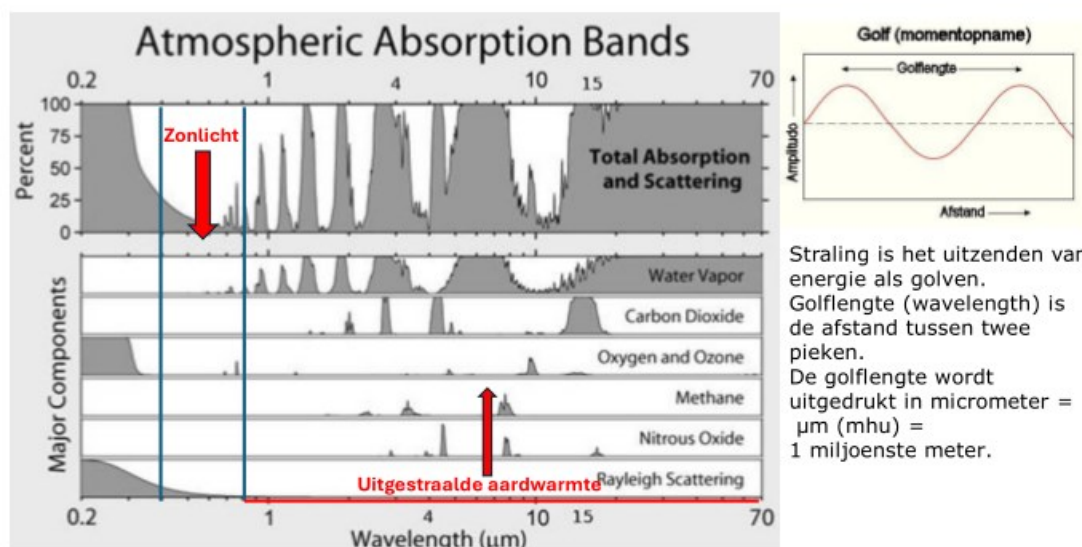 Atmospheric Absorption Bands
0.2 1 4 10 15 70
100
75
50
25
0
Percent
Zonlicht
Total Absorption
and Scattering
Major Components
Water Vapor
Carbon Dioxide
Oxygen and Ozone
Methane
Nitrous Oxide
Uitgestraalde aardwarmte
Rayleigh Scattering
0.2 1 4 10 15 70
Wavelength (µm)
Golf (momentopname)
Golflengte
Amplitudo
Afstand
Straling is het uitzenden van
energie als golven.
Golflengte (wavelength) is
de afstand tussen twee
pieken.
De golflengte wordt
uitgedrukt in micrometer =
µm (mhu) =
1 miljoenste meter.